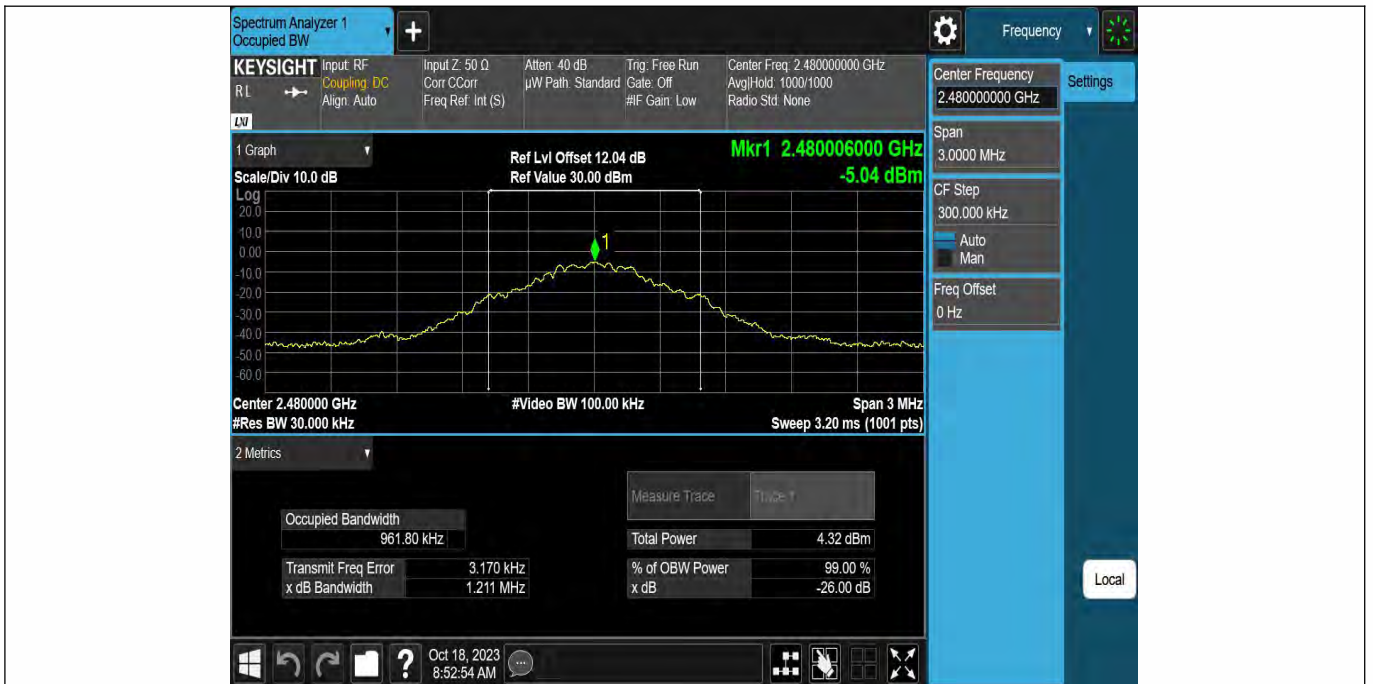 Spectrum Analyzer 1
Occupied BW
+
Frequency
KEYSIGHT
RL
LXI
Input: RF
Coupling: DC
Align: Auto
Input Z: 50 Ω
Corr CCorr
Freq Ref: Int (S)
Atten: 40 dB
µW Path: Standard
Trig: Free Run
Gate: Off
#IF Gain: Low
Center Freq: 2.480000000 GHz
Avg|Hold: 1000/1000
Radio Std: None
Center Frequency
2.480000000 GHz
Settings
Span
3.0000 MHz
CF Step
300.000 kHz
Auto
Man
Freq Offset
0 Hz
1 Graph
Scale/Div 10.0 dB
Ref Lvl Offset 12.04 dB
Ref Value 30.00 dBm
Mkr1 2.480006000 GHz
-5.04 dBm
Log
20.0
10.0
0.00
-10.0
-20.0
-30.0
-40.0
-50.0
-60.0
1
Center 2.480000 GHz
#Video BW 100.00 kHz
Span 3 MHz
#Res BW 30.000 kHz
Sweep 3.20 ms (1001 pts)
2 Metrics
Measure Trace
Trace 1
Occupied Bandwidth
961.80 kHz
Total Power 4.32 dBm
Transmit Freq Error 3.170 kHz
% of OBW Power 99.00 %
x dB Bandwidth 1.211 MHz
x dB -26.00 dB
Local
?
Oct 18, 2023
8:52:54 AM